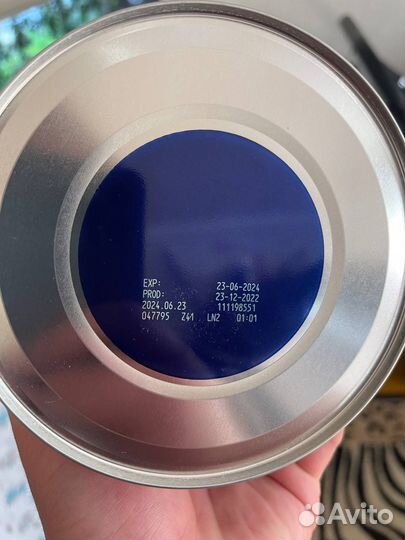 EXP: 23-06-2024
PROD: 23-12-2022
2024.06.23 111198551
047795 Z41 LN2 01:01
Avito